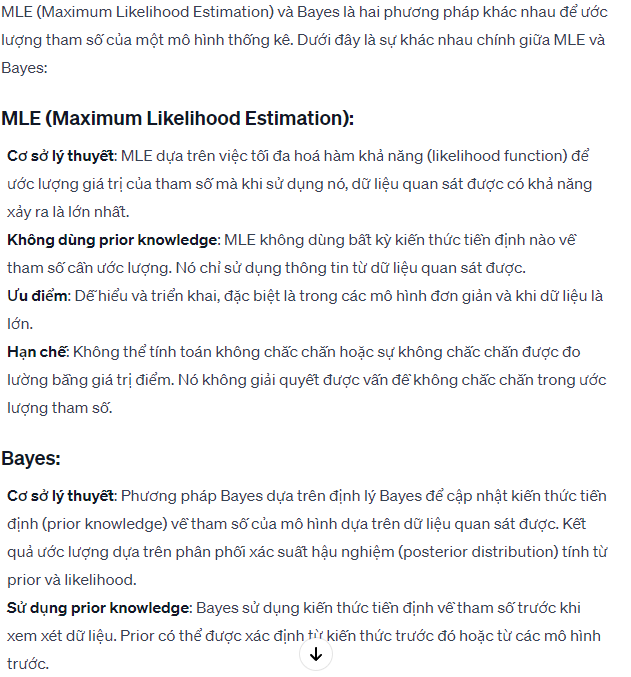 MLE (Maximum Likelihood Estimation) và Bayes là hai phương pháp khác nhau để ước
lượng tham số của một mô hình thống kê. Dưới đây là sự khác nhau chính giữa MLE và
Bayes:
MLE (Maximum Likelihood Estimation):
Cơ sở lý thuyết: MLE dựa trên việc tối đa hoá hàm khả năng (likelihood function) để
ước lượng giá trị của tham số mà khi sử dụng nó, dữ liệu quan sát được có khả năng
xảy ra là lớn nhất.
Không dùng prior knowledge: MLE không dùng bất kỳ kiến thức tiền định nào về
tham số cần ước lượng. Nó chỉ sử dụng thông tin từ dữ liệu quan sát được.
Ưu điểm: Dễ hiểu và triển khai, đặc biệt là trong các mô hình đơn giản và khi dữ liệu là
lớn.
Hạn chế: Không thể tính toán không chắc chắn hoặc sự không chắc chắn được đo
lường bằng giá trị điểm. Nó không giải quyết được vấn đề không chắc chắn trong ước
lượng tham số.
Bayes:
Cơ sở lý thuyết: Phương pháp Bayes dựa trên định lý Bayes để cập nhật kiến thức tiền
định (prior knowledge) về tham số của mô hình dựa trên dữ liệu quan sát được. Kết
quả ước lượng dựa trên phân phối xác suất hậu nghiệm (posterior distribution) tính từ
prior và likelihood.
Sử dụng prior knowledge: Bayes sử dụng kiến thức tiền định về tham số trước khi
xem xét dữ liệu. Prior có thể được xác định từ kiến thức trước đó hoặc từ các mô hình
trước.